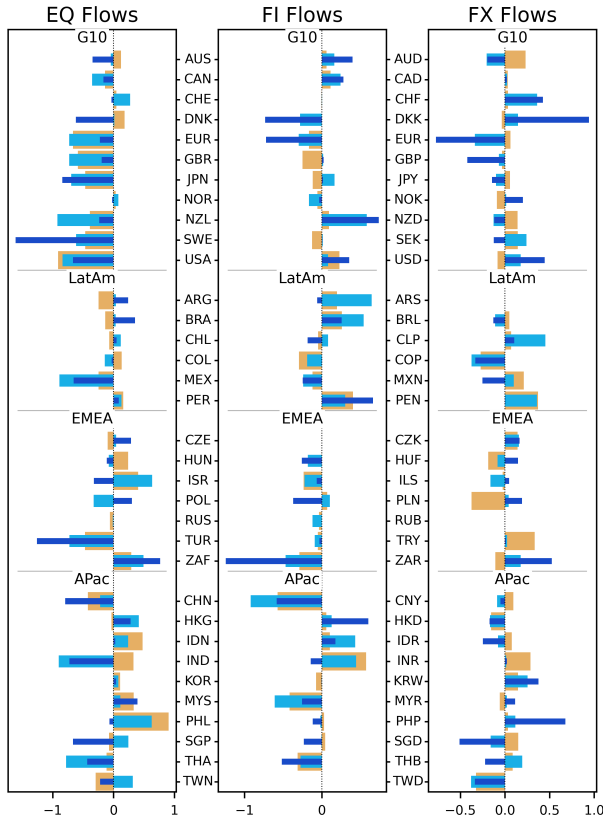 EQ Flows FI Flows FX Flows
G10 G10 G10
AUS AUD
CAN CAD
CHE CHF
DNK DKK
EUR EUR
GBR GBP
JPN JPY
NOR NOK
NZL NZD
SWE SEK
USA USD
LatAm LatAm LatAm
ARG ARS
BRA BRL
CHL CLP
COL COP
MEX MXN
PER PEN
EMEA EMEA EMEA
CZE CZK
HUN HUF
ISR ILS
POL PLN
RUS RUB
TUR TRY
ZAF ZAR
APac APac APac
CHN CNY
HKG HKD
IDN IDR
IND INR
KOR KRW
MYS MYR
PHL PHP
SGP SGD
THA THB
TWN TWD
−1 0 1 −1 0 −0.5 0.0 0.5 1.0